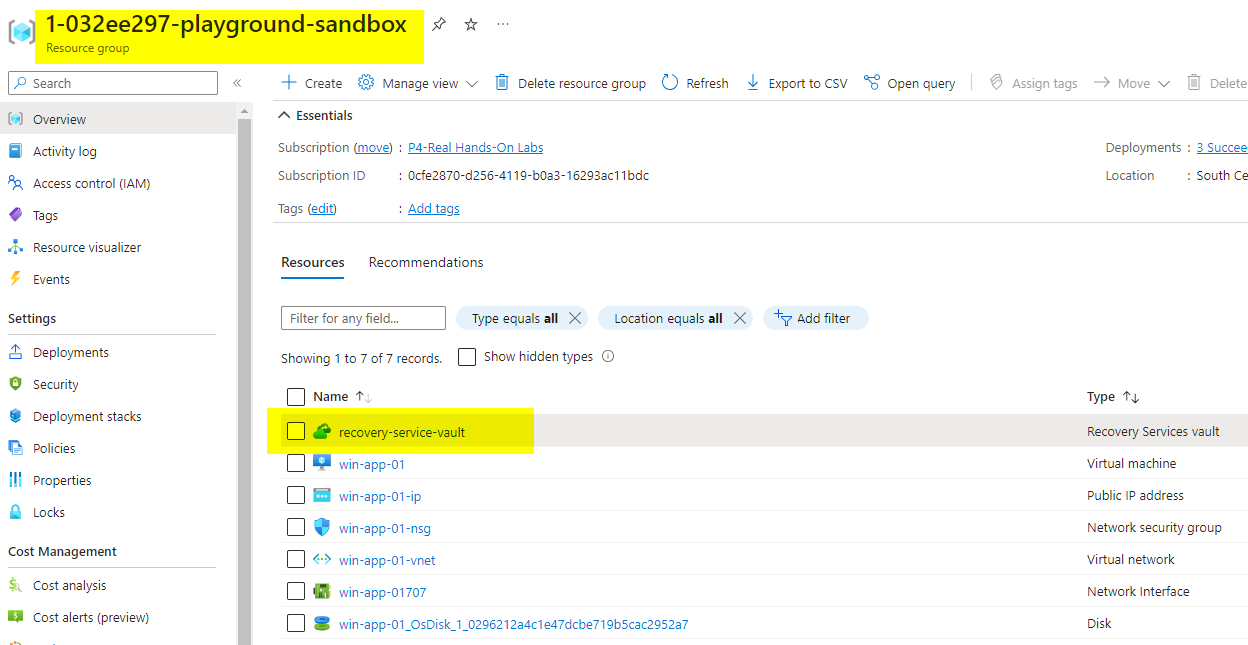 1-032ee297-playground-sandbox
Resource group
Search
Create Manage view Delete resource group Refresh Export to CSV Open query Assign tags Move Delete
Overview
Activity log
Access control (IAM)
Tags
Resource visualizer
Events
Settings
Deployments
Security
Deployment stacks
Policies
Properties
Locks
Cost Management
Cost analysis
Cost alerts (preview)
Essentials
Subscription (move) : P4-Real Hands-On Labs
Subscription ID : 0cfe2870-d256-4119-b0a3-16293ac11bdc
Tags (edit) : Add tags
Deployments : 3 Succee
Location : South Ce
Resources Recommendations
Filter for any field... Type equals all Location equals all Add filter
Showing 1 to 7 of 7 records. Show hidden types
Name Type
recovery-service-vault Recovery Services vault
win-app-01 Virtual machine
win-app-01-ip Public IP address
win-app-01-nsg Network security group
win-app-01-vnet Virtual network
win-app-01707 Network Interface
win-app-01_OsDisk_1_0296212a4c1e47dcbe719b5cac2952a7 Disk